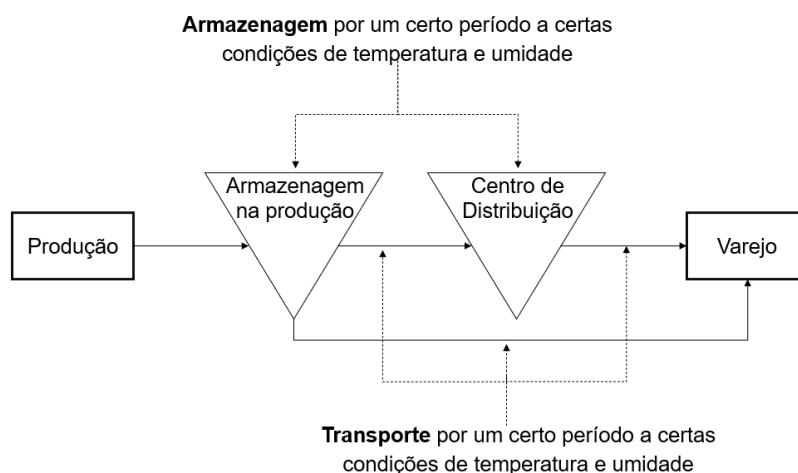 Armazenagem por um certo período a certas
condições de temperatura e umidade
Armazenagem
na produção
Centro de
Distribuição
Produção
Varejo
Transporte por um certo período a certas
condições de temperatura e umidade